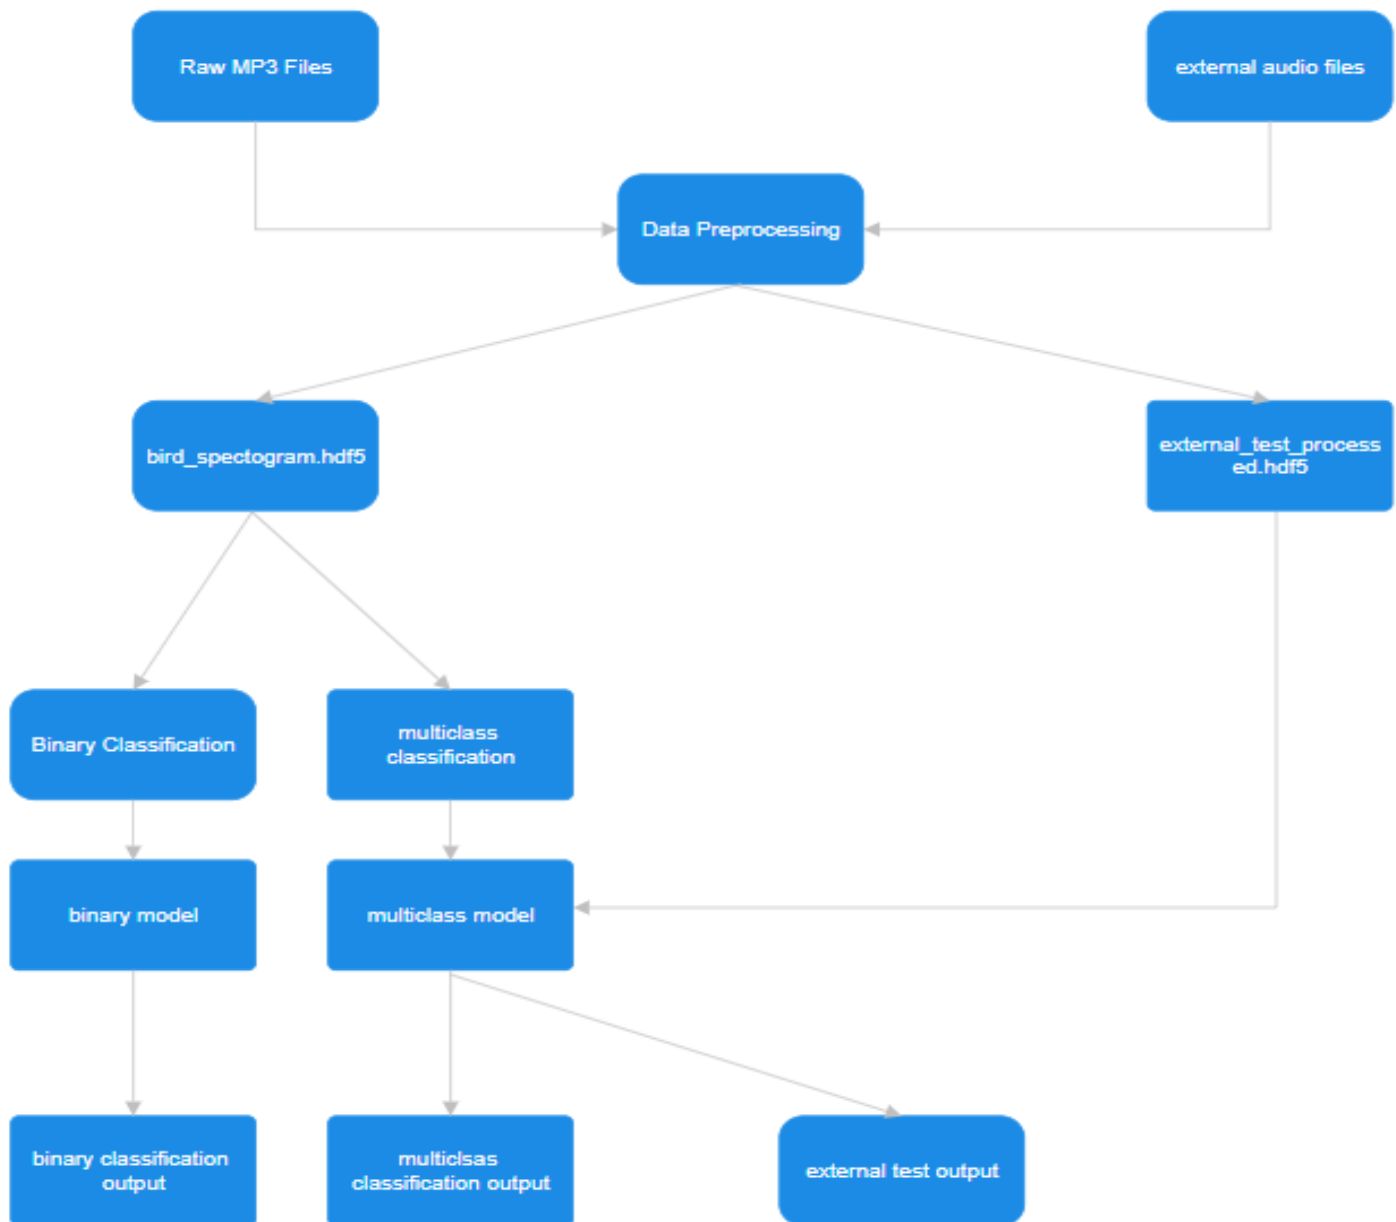 Raw MP3 Files
external audio files
Data Preprocessing
bird_spectogram.hdf5
external_test_process
ed.hdf5
Binary Classification
multiclass
classification
binary model
multiclass model
binary classification
output
multiclsas
classification output
external test output